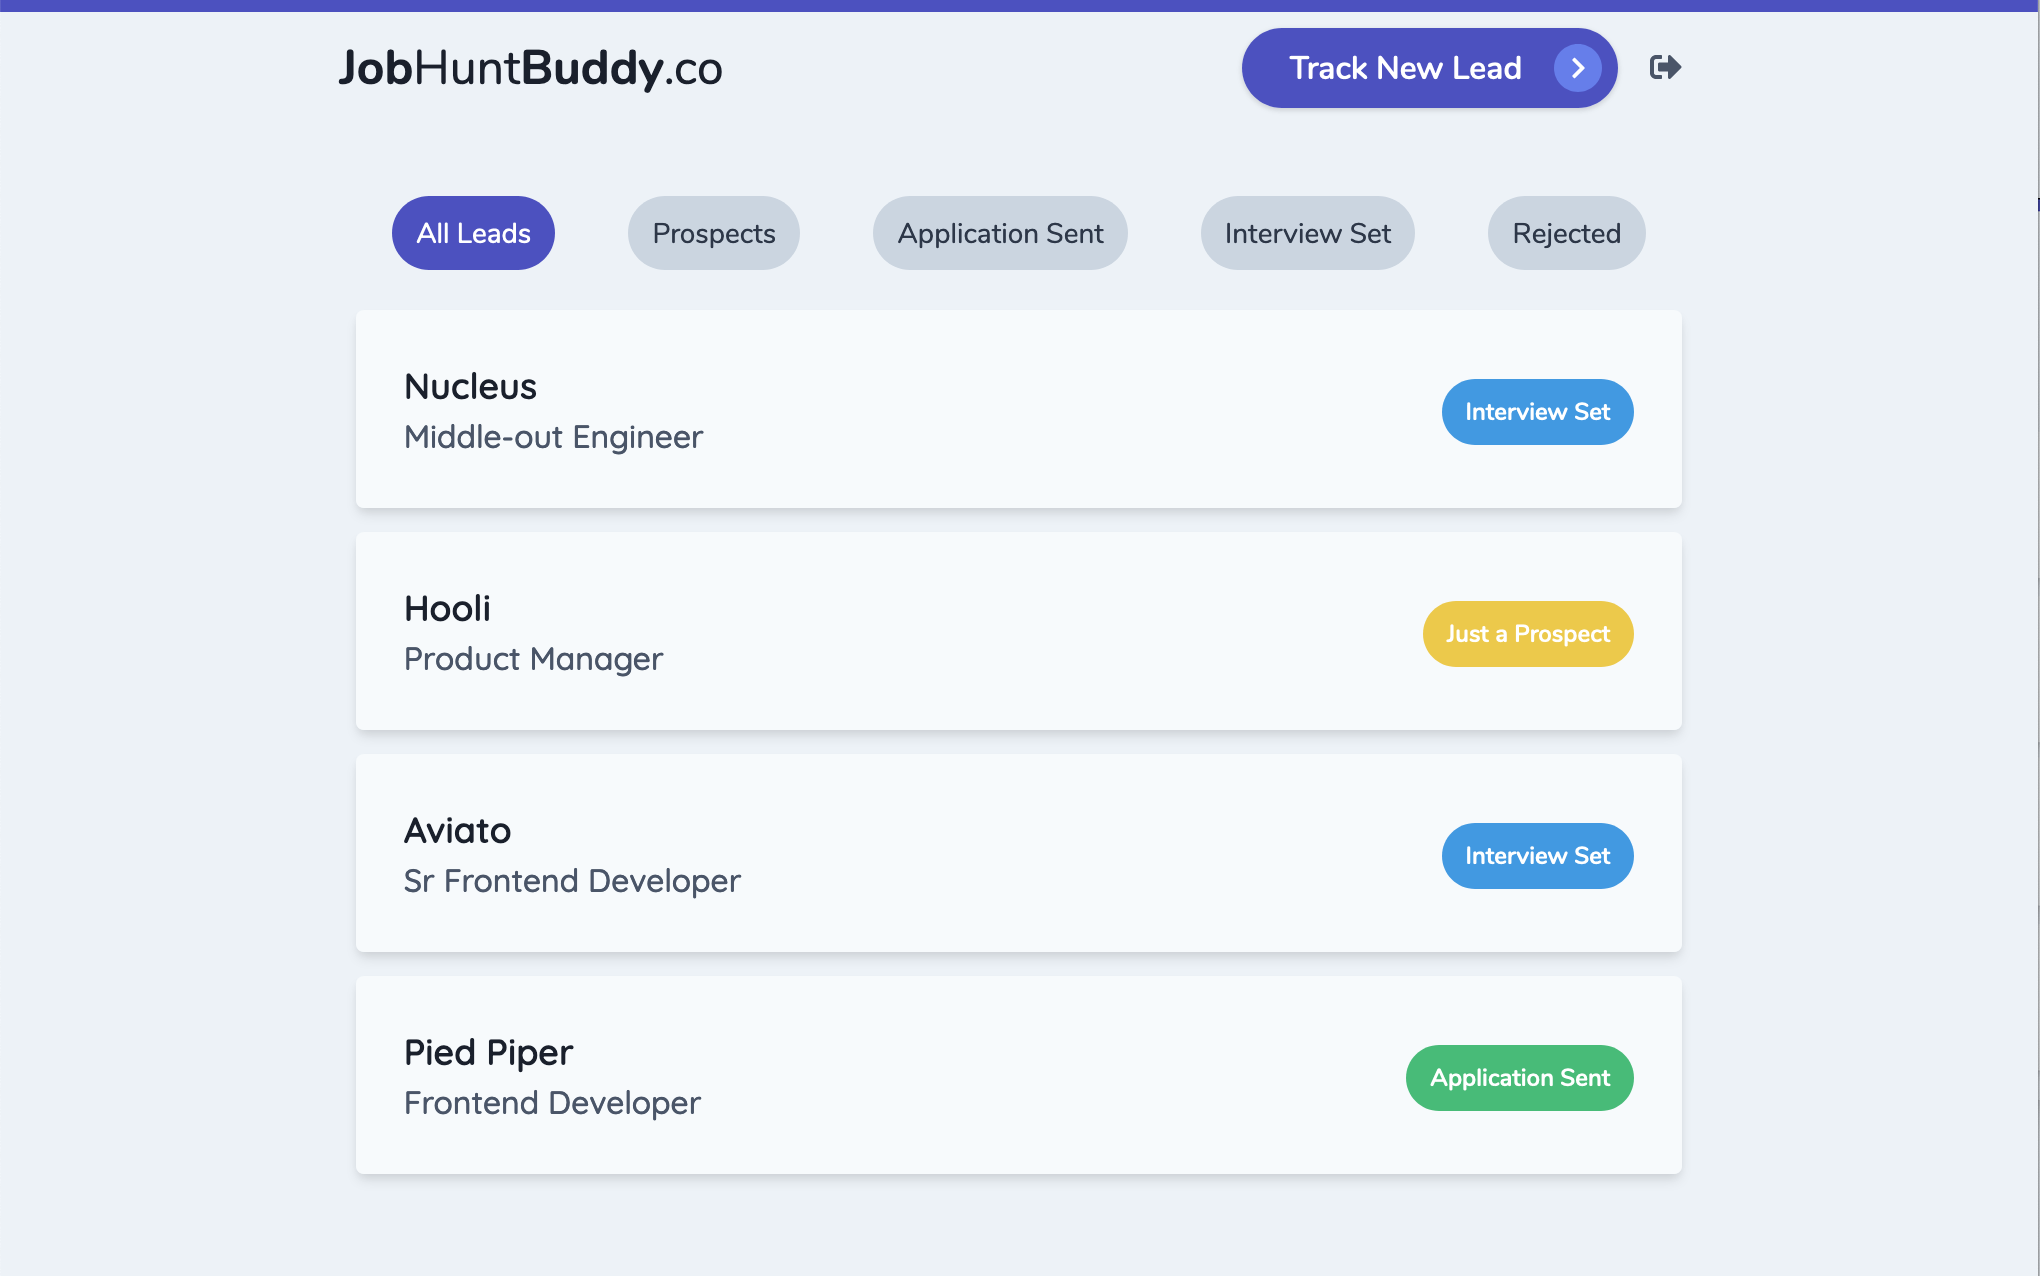 JobHuntBuddy.co
Track New Lead
All Leads
Prospects
Application Sent
Interview Set
Rejected
Nucleus
Middle-out Engineer
Interview Set
Hooli
Product Manager
Just a Prospect
Aviato
Sr Frontend Developer
Interview Set
Pied Piper
Frontend Developer
Application Sent